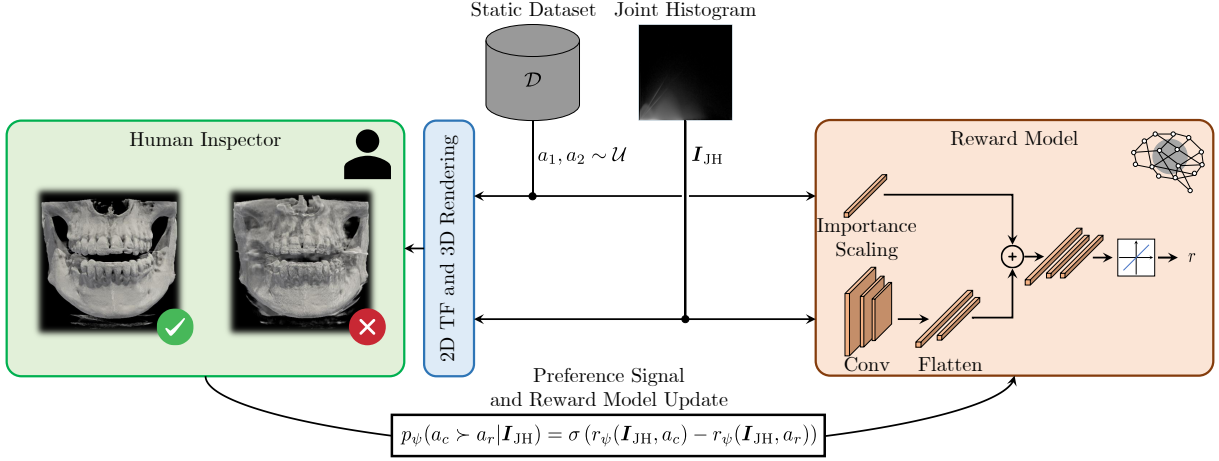 Static Dataset
Joint Histogram
𝒟
Human Inspector
2D TF and 3D Rendering
a₁, a₂ ∼ 𝒰
I_JH
Reward Model
Importance
Scaling
+
r
Conv
Flatten
Preference Signal
and Reward Model Update
p_ψ(a_c ≻ a_r|I_JH) = σ (r_ψ(I_JH, a_c) − r_ψ(I_JH, a_r))